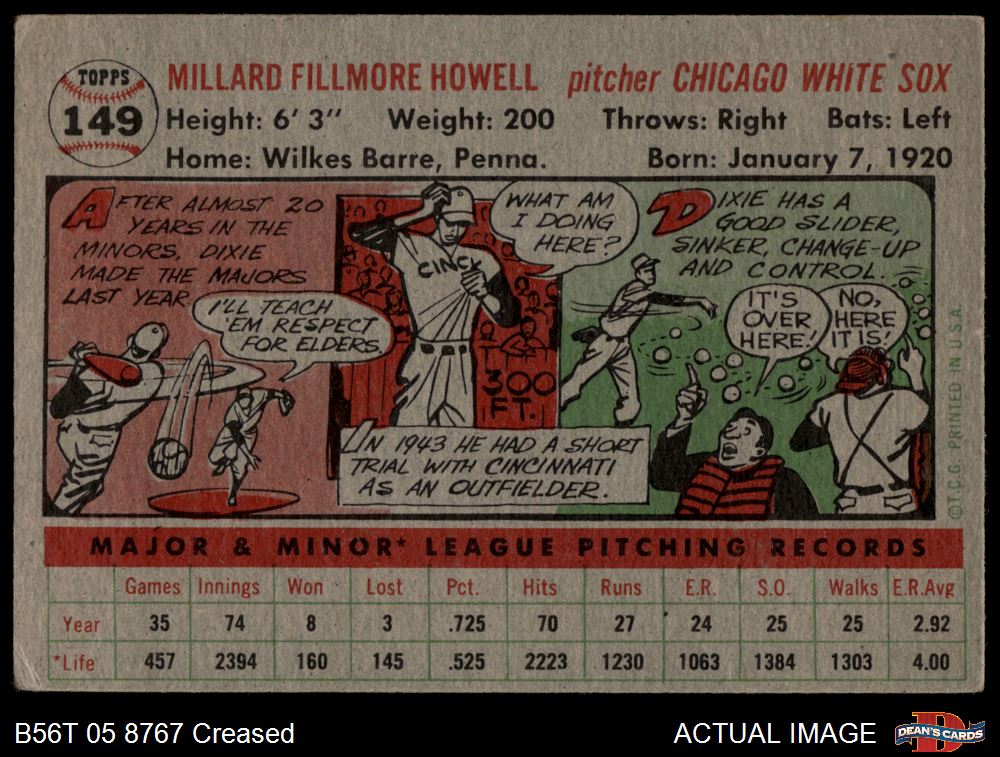 TOPPS
149
MILLARD FILLMORE HOWELL pitcher CHICAGO WHITE SOX
Height: 6' 3" Weight: 200 Throws: Right Bats: Left
Home: Wilkes Barre, Penna. Born: January 7, 1920
AFTER ALMOST 20
YEARS IN THE
MINORS, DIXIE
MADE THE MAJORS
LAST YEAR
I'LL TEACH
'EM RESPECT
FOR ELDERS
WHAT AM
I DOING
HERE?
CINCY
300
FT.
IN 1943 HE HAD A SHORT
TRIAL WITH CINCINNATI
AS AN OUTFIELDER.
DIXIE HAS A
GOOD SLIDER,
SINKER, CHANGE-UP
AND CONTROL.
IT'S
OVER
HERE!
NO,
HERE
IT IS!
©T.C.G. PRINTED IN U.S.A.
MAJOR & MINOR* LEAGUE PITCHING RECORDS
Games Innings Won Lost Pct. Hits Runs E.R. S.O. Walks E.R.Avg
Year 35 74 8 3 .725 70 27 24 25 25 2.92
*Life 457 2394 160 145 .525 2223 1230 1063 1384 1303 4.00
B56T 05 8767 Creased ACTUAL IMAGE
D
DEAN'S CARDS